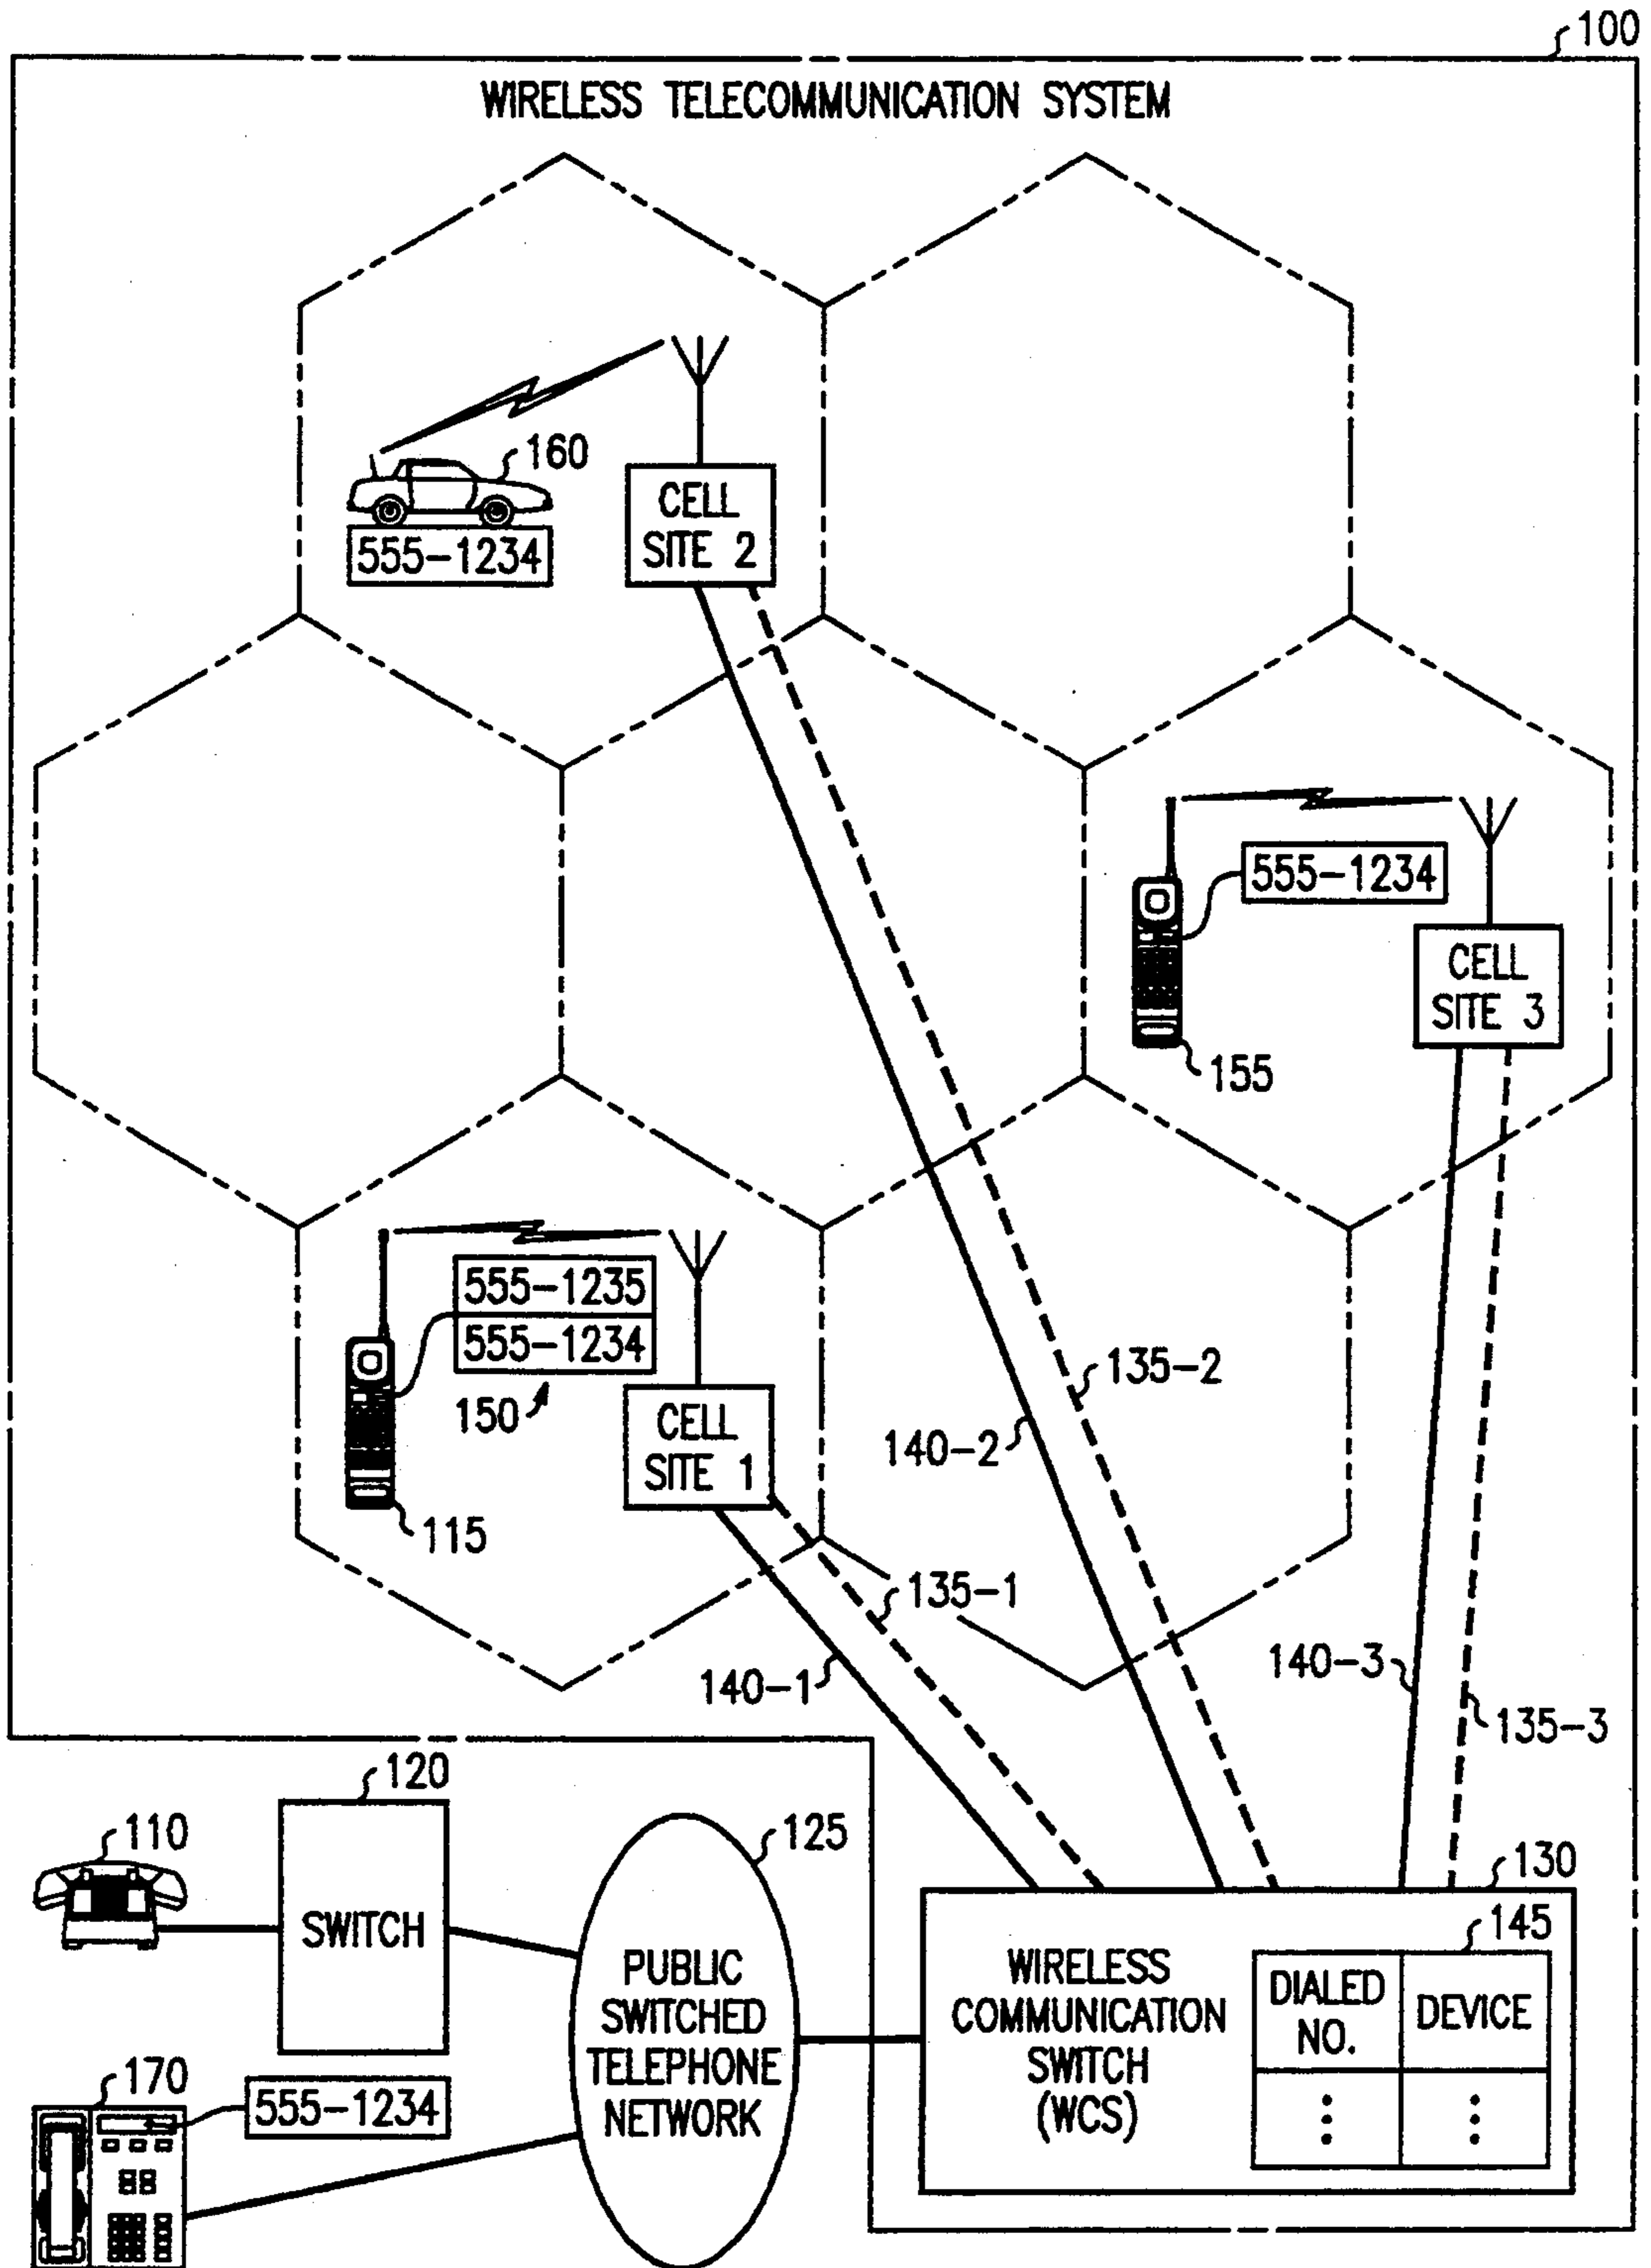 100
WIRELESS TELECOMMUNICATION SYSTEM
160
555-1234
CELL
SITE 2
555-1234
CELL
SITE 3
155
555-1235
555-1234
150
CELL
SITE 1
115
135-2
140-2
135-1
140-1
140-3
135-3
120
110
SWITCH
125
PUBLIC
SWITCHED
TELEPHONE
NETWORK
170
555-1234
130
WIRELESS
COMMUNICATION
SWITCH
(WCS)
145
DIALED
NO.
DEVICE